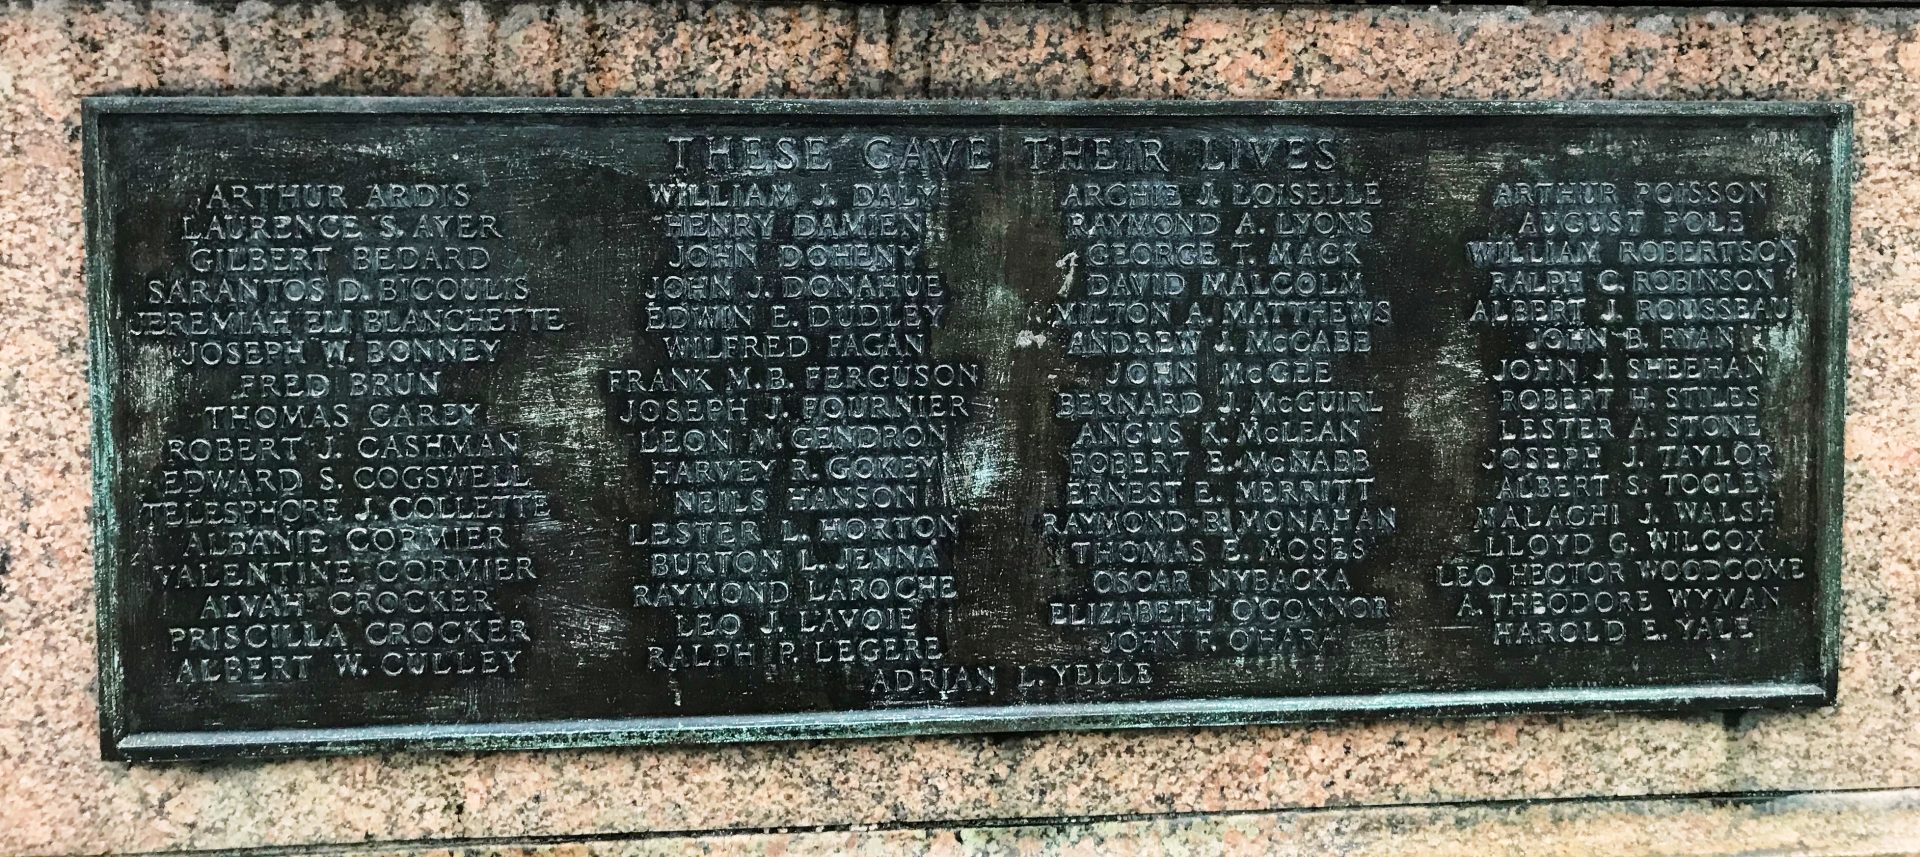 THESE GAVE THEIR LIVES
ARTHUR ARDIS
LAURENCE S. AYER
GILBERT BEDARD
SARANTOS D. BICOULIS
JEREMIAH ELI BLANCHETTE
JOSEPH W. BONNEY
FRED BRUN
THOMAS CAREY
ROBERT J. CASHMAN
EDWARD S. COGSWELL
TELESPHORE J. COLLETTE
ALBANIE CORMIER
VALENTINE CORMIER
ALVAH CROCKER
PRISCILLA CROCKER
ALBERT W. CULLEY
WILLIAM J. DALY
HENRY DAMIEN
JOHN DOHENY
JOHN J. DONAHUE
EDWIN E. DUDLEY
WILFRED FAGAN
FRANK M. B. FERGUSON
JOSEPH J. FOURNIER
LEON M. GENDRON
HARVEY R. GOKEY
NEILS HANSON
LESTER L. HORTON
BURTON L. JENNA
RAYMOND LAROCHE
LEO J. LAVOIE
RALPH P. LEGERE
ARCHIE J. LOISELLE
RAYMOND A. LYONS
GEORGE T. MACK
DAVID MALCOLM
MILTON A. MATTHEWS
ANDREW J. McCABE
JOHN McGEE
BERNARD J. McGUIRL
ANGUS K. McLEAN
ROBERT E. McNABB
ERNEST E. MERRITT
RAYMOND B. MONAHAN
THOMAS E. MOSES
OSCAR NYBACKA
ELIZABETH O'CONNOR
JOHN F. O'HARA
ARTHUR POISSON
AUGUST POLE
WILLIAM ROBERTSON
RALPH C. ROBINSON
ALBERT J. ROUSSEAU
JOHN B. RYAN
JOHN J. SHEEHAN
ROBERT H. STILES
LESTER A. STONE
JOSEPH J. TAYLOR
ALBERT S.
MALACHI J. WALSH
LLOYD G. WILCOX
LEO HECTOR WOODCOME
A. THEODORE WYMAN
HAROLD E. YALE
ADRIAN L. YELLE